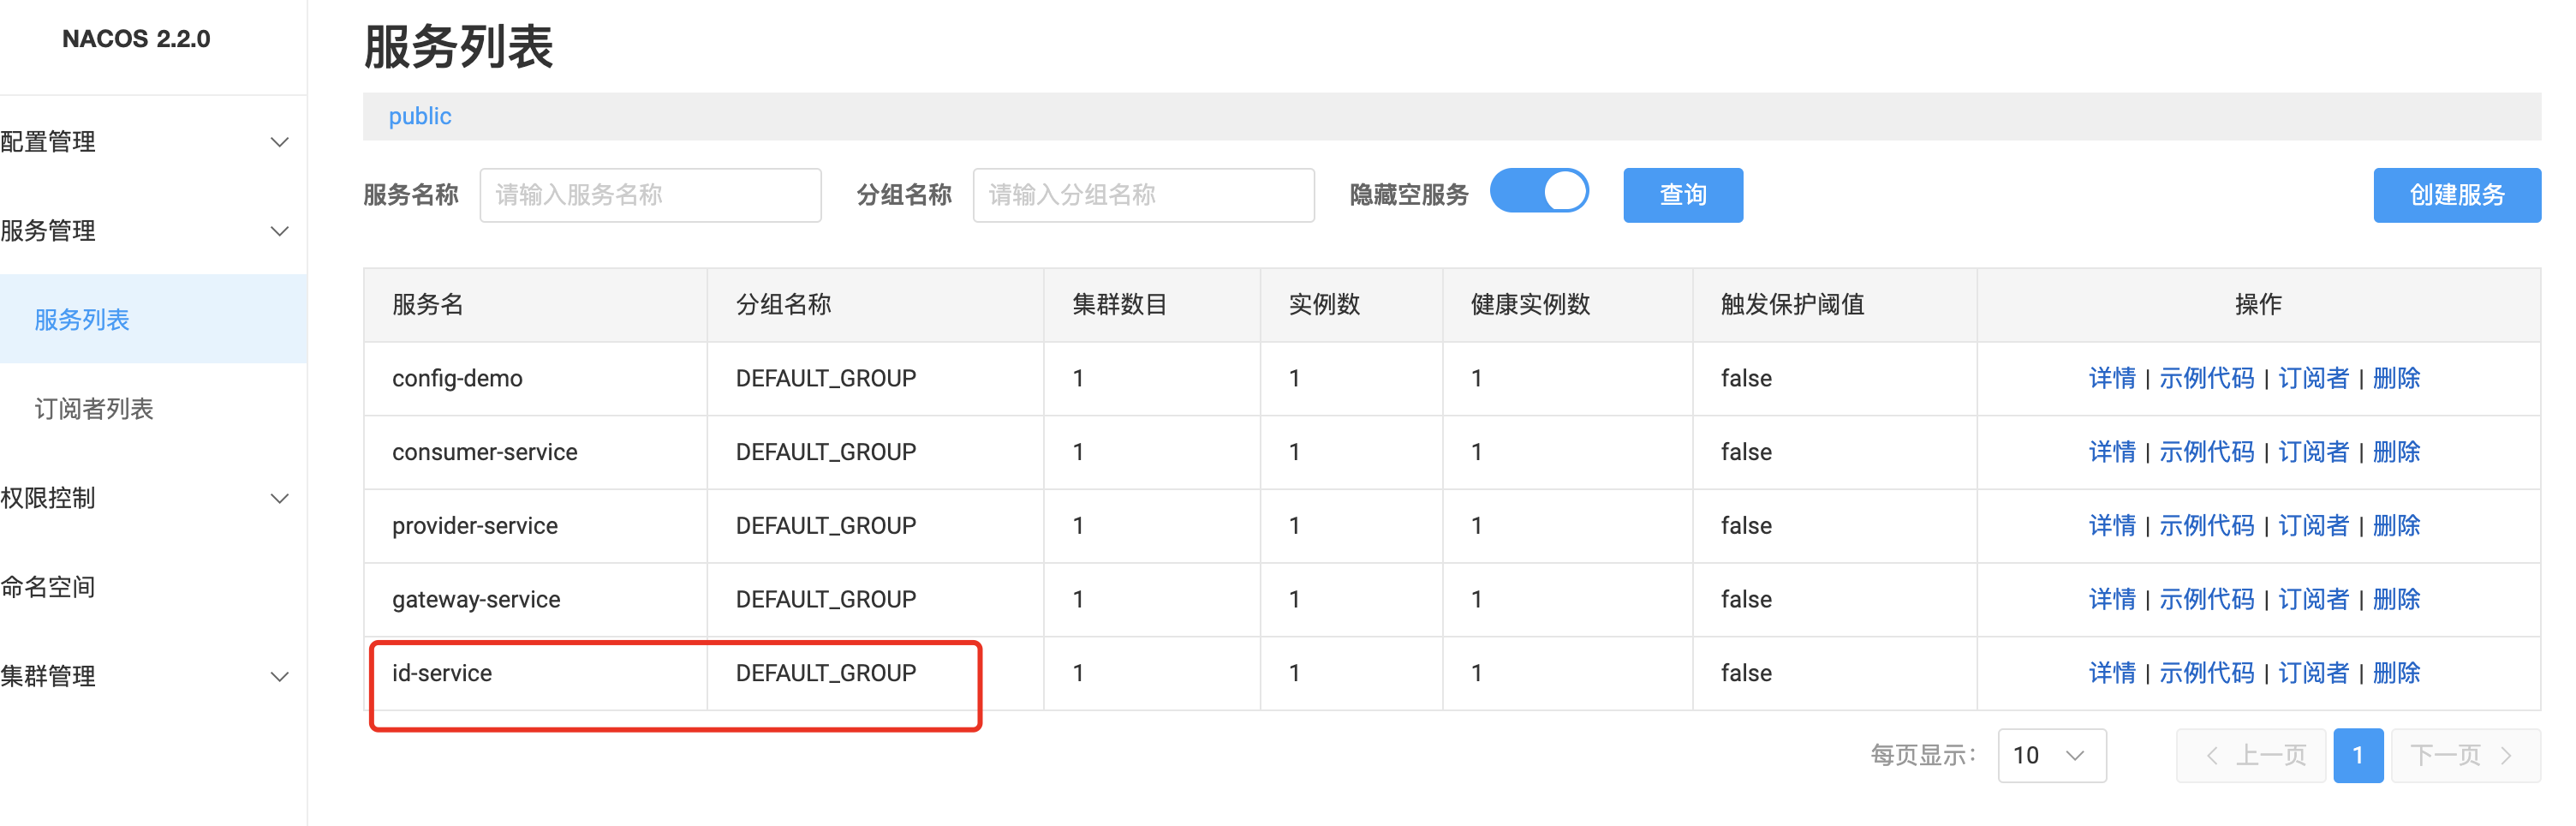 NACOS 2.2.0
配置管理
服务管理
服务列表
订阅者列表
权限控制
命名空间
集群管理
服务列表
public
服务名称 请输入服务名称 分组名称 请输入分组名称 隐藏空服务 查询 创建服务
服务名 分组名称 集群数目 实例数 健康实例数 触发保护阈值 操作
config-demo DEFAULT_GROUP 1 1 1 false 详情 | 示例代码 | 订阅者 | 删除
consumer-service DEFAULT_GROUP 1 1 1 false 详情 | 示例代码 | 订阅者 | 删除
provider-service DEFAULT_GROUP 1 1 1 false 详情 | 示例代码 | 订阅者 | 删除
gateway-service DEFAULT_GROUP 1 1 1 false 详情 | 示例代码 | 订阅者 | 删除
id-service DEFAULT_GROUP 1 1 1 false 详情 | 示例代码 | 订阅者 | 删除
每页显示： 10 上一页 1 下一页